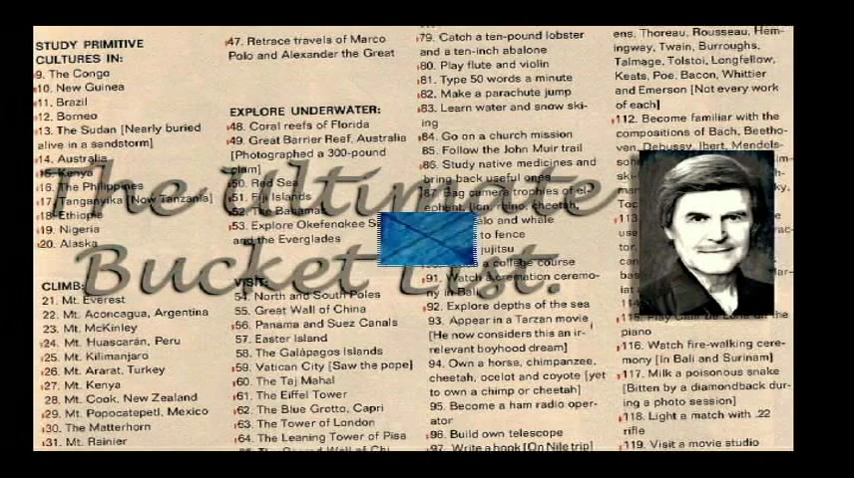 STUDY PRIMITIVE
CULTURES IN:
9. The Congo
10. New Guinea
11. Brazil
12. Borneo
13. The Sudan [Nearly buried
alive in a sandstorm]
14. Australia
15. Kenya
16. The Philippines
17. Tanganyika [Now Tanzania]
18. Ethiopia
19. Nigeria
20. Alaska
CLIMB:
21. Mt. Everest
22. Mt. Aconcagua, Argentina
23. Mt. McKinley
24. Mt. Huascarán, Peru
25. Mt. Kilimanjaro
26. Mt. Ararat, Turkey
27. Mt. Kenya
28. Mt. Cook, New Zealand
29. Mt. Popocatepetl, Mexico
30. The Matterhorn
31. Mt. Rainier
47. Retrace travels of Marco
Polo and Alexander the Great
EXPLORE UNDERWATER:
48. Coral reefs of Florida
49. Great Barrier Reef, Australia
[Photographed a 300-pound
clam]
50. Red Sea
51. Fiji Islands
52. The Bahamas
53. Explore Okefenokee
and the Everglades
VISIT:
54. North and South Poles
55. Great Wall of China
56. Panama and Suez Canals
57. Easter Island
58. The Galápagos Islands
59. Vatican City [Saw the pope]
60. The Taj Mahal
61. The Eiffel Tower
62. The Blue Grotto, Capri
63. The Tower of London
64. The Leaning Tower of Pisa
79. Catch a ten-pound lobster
and a ten-inch abalone
80. Play flute and violin
81. Type 50 words a minute
82. Make a parachute jump
83. Learn water and snow ski-
ing
84. Go on a church mission
85. Follow the John Muir trail
86. Study native medicines and
bring back useful ones
87. Bag camera trophies of el-
ephant, lion, rhino, cheetah,
alo and whale
to fence
jujitsu
a college course
91. Watch a cremation ceremo-
ny in Bali
92. Explore depths of the sea
93. Appear in a Tarzan movie
[He now considers this an ir-
relevant boyhood dream]
94. Own a horse, chimpanzee,
cheetah, ocelot and coyote [yet
to own a chimp or cheetah]
95. Become a ham radio oper-
ator
96. Build own telescope
97. Write a book [On Nile trip]
ens, Thoreau, Rousseau, Hem-
ingway, Twain, Burroughs,
Talmage, Tolstoi, Longfellow,
Keats, Poe, Bacon, Whittier
and Emerson [Not every work
of each]
112. Become familiar with the
compositions of Bach, Beetho-
ven, Debussy, Ibert, Mendels-
113.
piano
116. Watch fire-walking cere-
mony [In Bali and Surinam]
117. Milk a poisonous snake
[Bitten by a diamondback dur-
ing a photo session]
118. Light a match with .22
rifle
119. Visit a movie studio
The Ultimate
Bucket List.